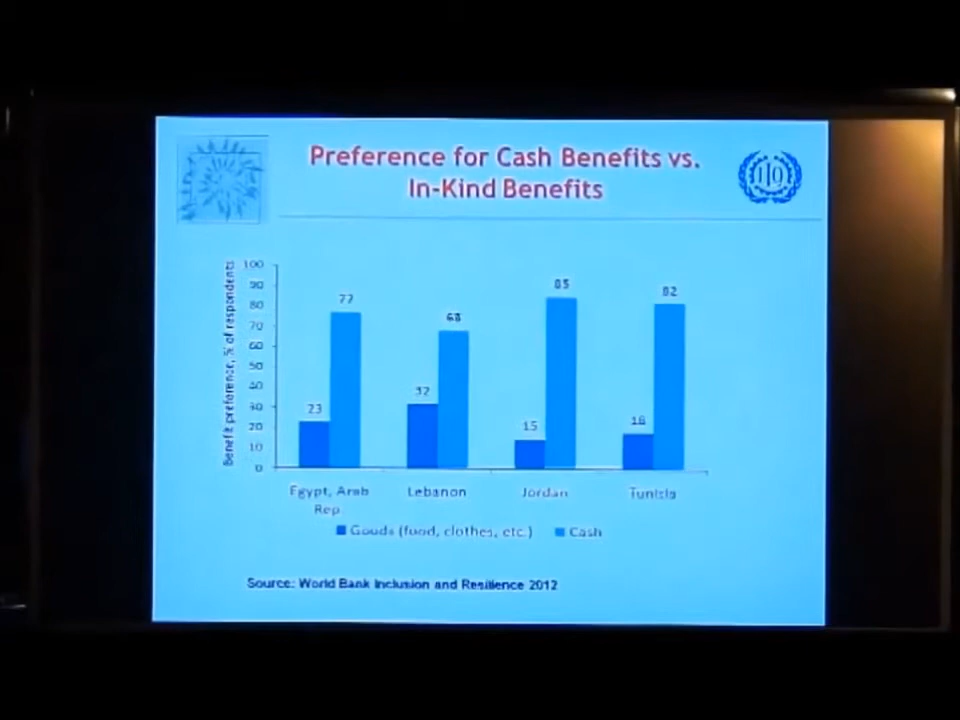 Preference for Cash Benefits vs.
In-Kind Benefits
ILO
Benefit preference, % of respondents
100
90
80
70
60
50
40
30
20
10
0
23
77
32
68
15
85
18
82
Egypt, Arab
Rep
Lebanon
Jordan
Tunisia
Goods (food, clothes, etc.)
Cash
Source: World Bank Inclusion and Resilience 2012